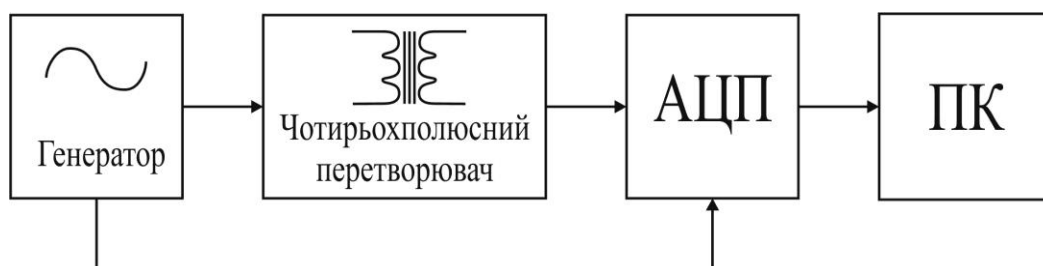 Генератор
Чотирьохполюсний
перетворювач
АЦП
ПК